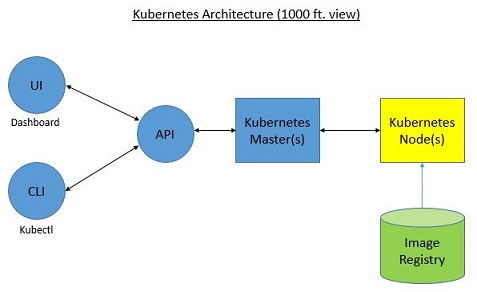 Kubernetes Architecture (1000 ft. view)
UI
Dashboard
API
Kubernetes
Master(s)
Kubernetes
Node(s)
CLI
Kubectl
Image
Registry